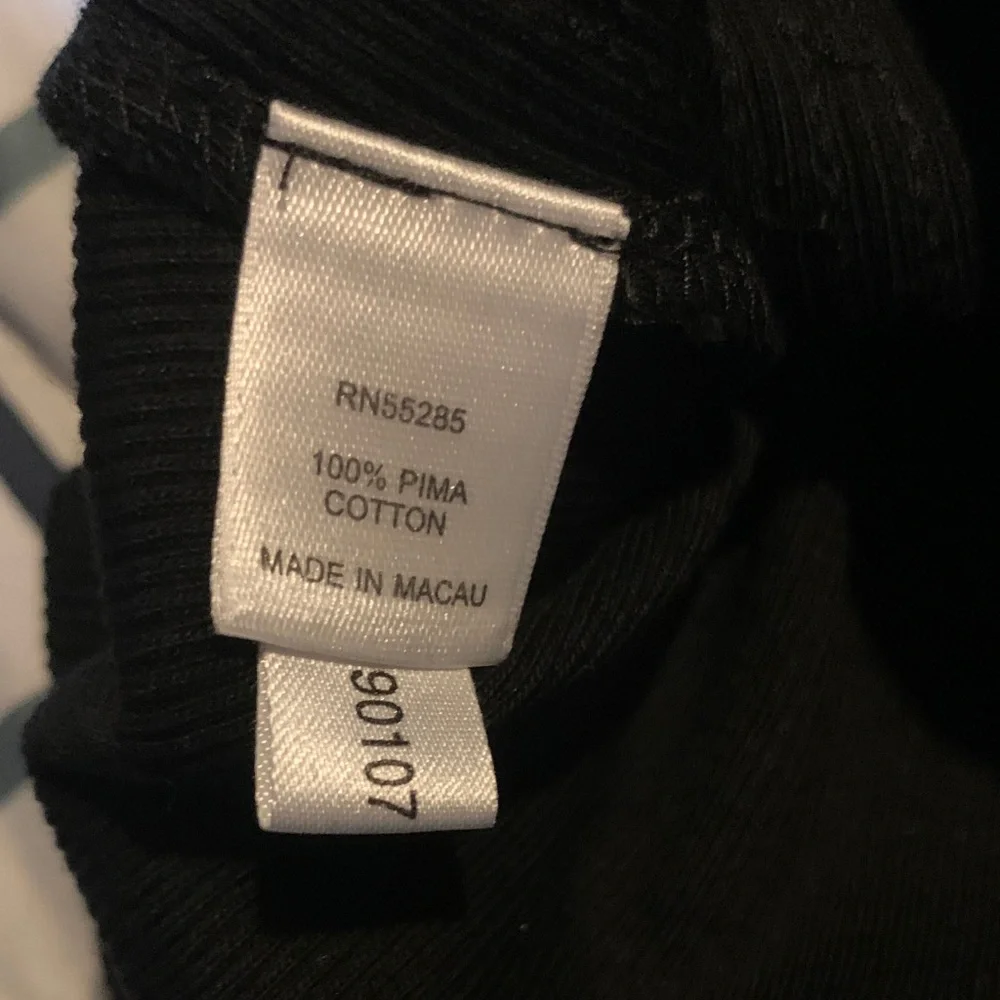 RN55285
100% PIMA
COTTON
MADE IN MACAU
90107